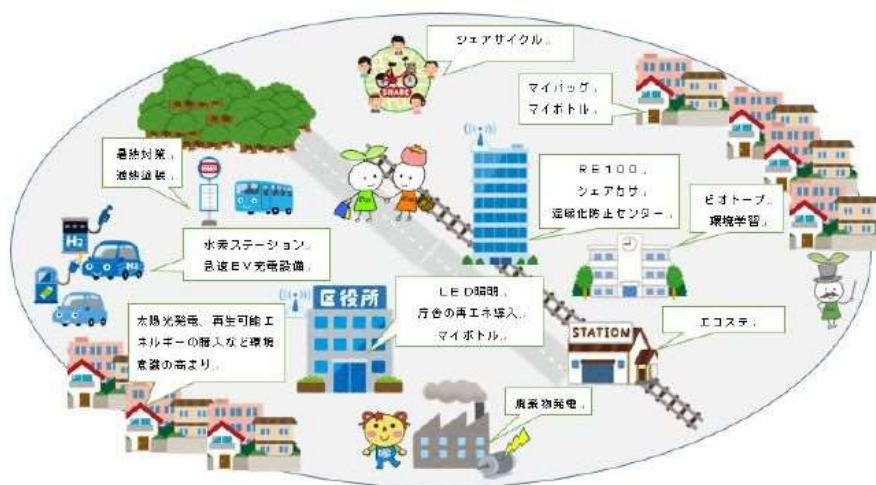 シェアサイクル
SHARE
マイバッグ
マイボトル
暑熱対策
遮熱塗装
RE100
シェアカサ
温暖化防止センター
ビオトープ
環境学習
H2
H2
水素ステーション
急速EV充電設備
区役所
LED照明
庁舎の再エネ導入
マイボトル
STATION
エコステ
太陽光発電、再生可能エ
ネルギーの購入など環境
意識の高まり
廃棄物発電